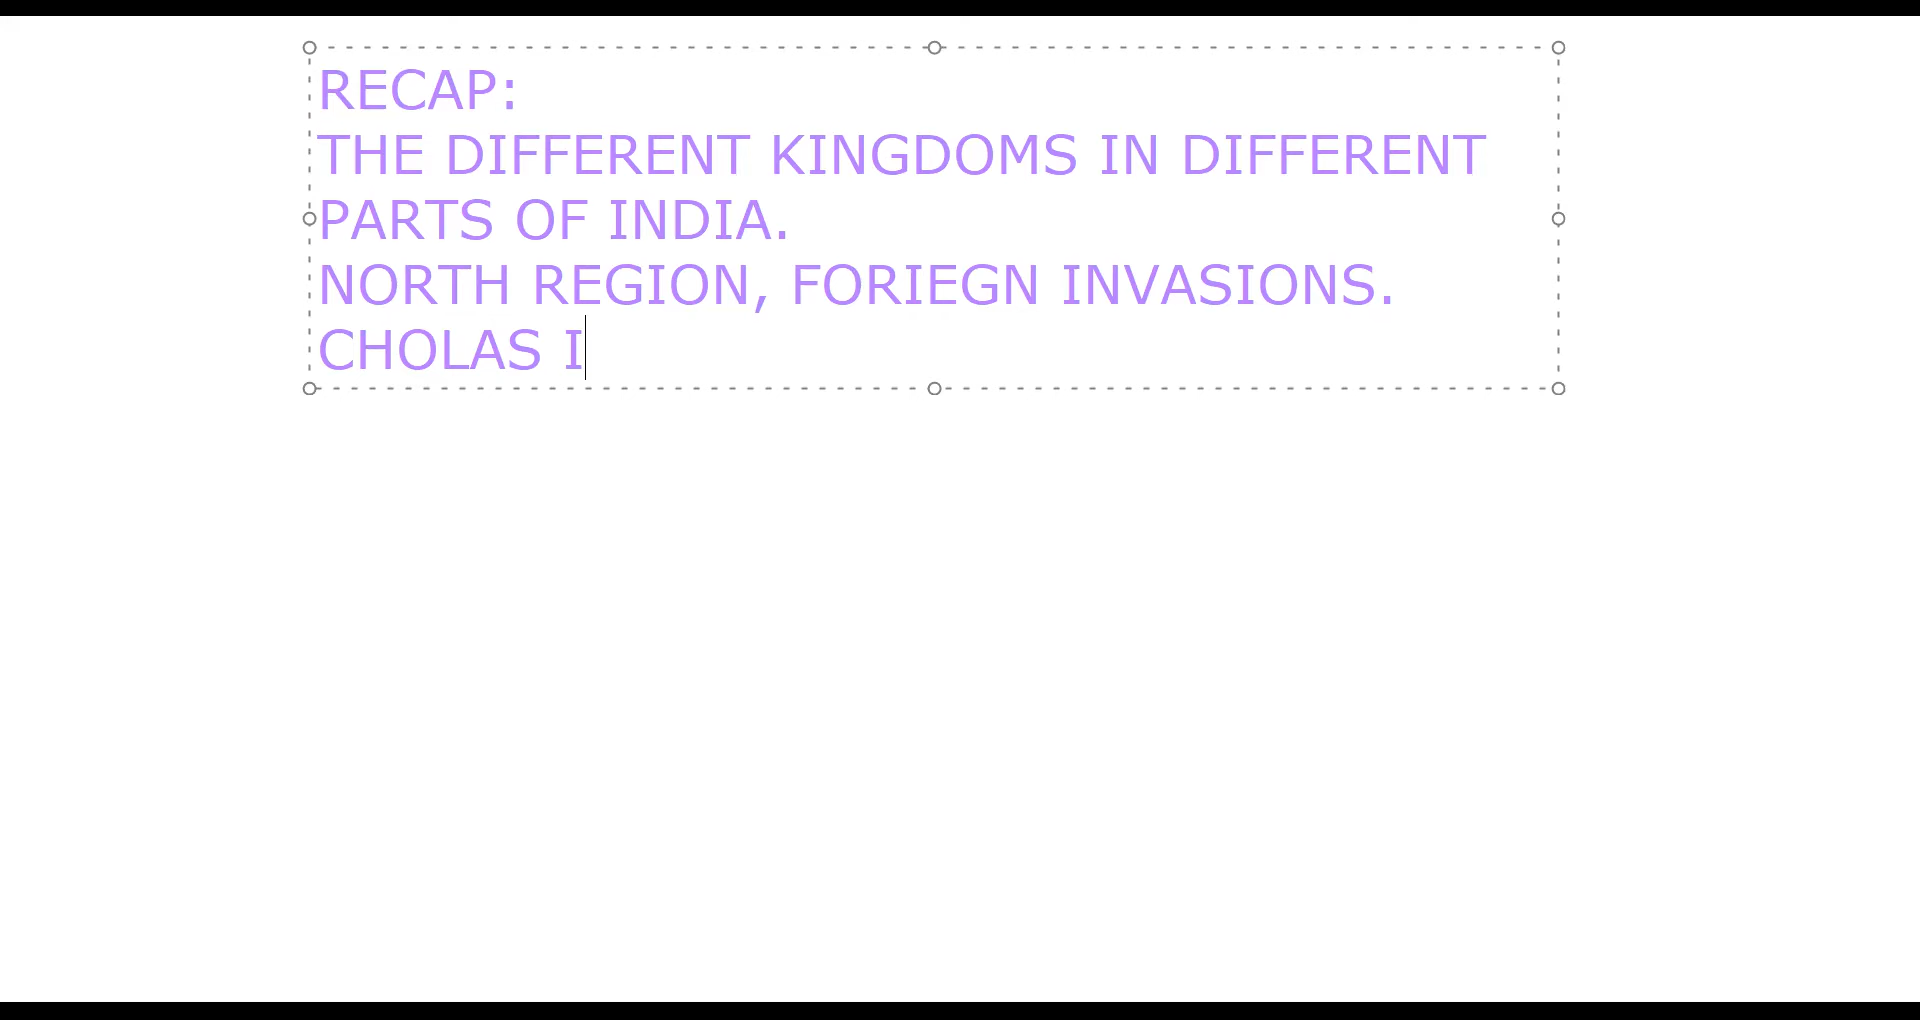 RECAP:
THE DIFFERENT KINGDOMS IN DIFFERENT
PARTS OF INDIA.
NORTH REGION, FORIEGN INVASIONS.
CHOLAS I